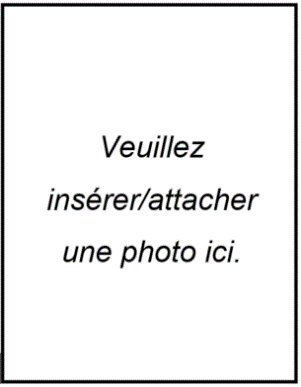 Veuillez
insérer/attacher
une photo ici.